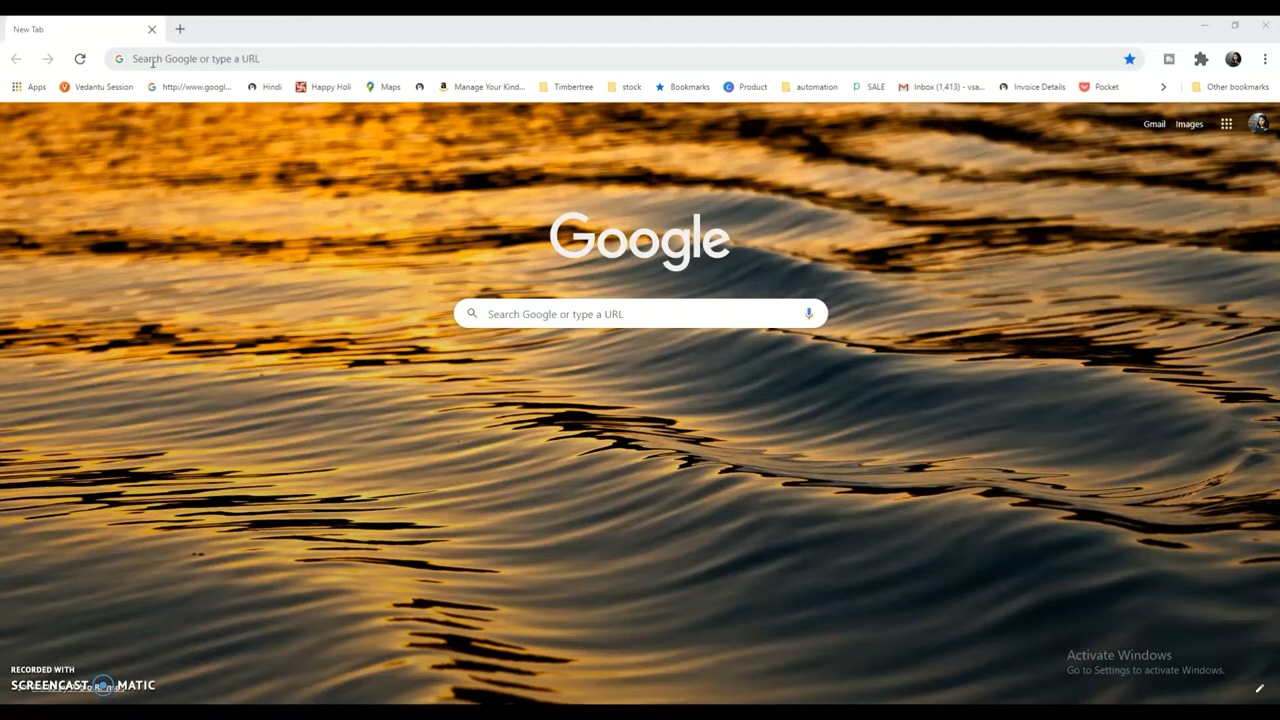 New Tab
Search Google or type a URL
Apps Vedantu Session http://www.googl... Hindi Happy Holi Maps Manage Your Kind... Timbertree stock Bookmarks Product automation SALE Inbox (1,413) - vsa... Invoice Details Pocket Other bookmarks
Gmail Images
Google
Search Google or type a URL
Activate Windows
Go to Settings to activate Windows.
RECORDED WITH
SCREENCAST MATIC